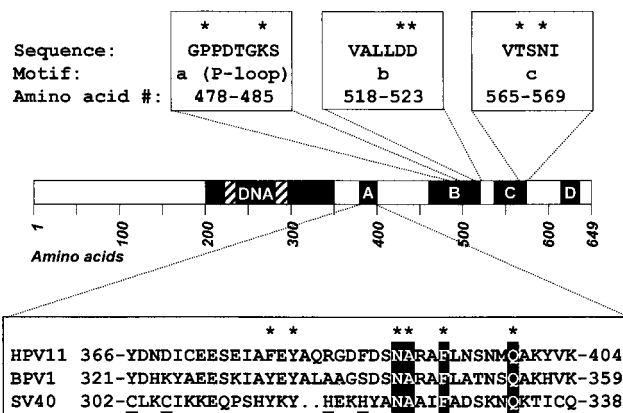 * *
** 
* *
Sequence: GPPDTGKS VALLDD VTSNI
Motif: a (P-loop) b c
Amino acid #: 478-485 518-523 565-569
DNA A B C D
1 100 200 300 400 500 600 649
Amino acids
* * ** * *
HPV11 366-YDNDICEESEIAFEYAQRGDFDSNARAFLNSNMQAKYVK-404
BPV1 321-YDHKYAEESKIAYEYALAAGSDSNARAFLATNSQAKHVK-359
SV40 302-CLKCIKKEQPSHYKY..HEKHYANAAIFADSKNQKTICQ-338